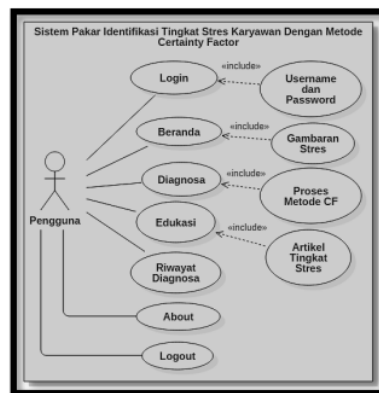 Sistem Pakar Identifikasi Tingkat Stres Karyawan Dengan Metode
Certainty Factor
Login
«include»
Username
dan
Password
Beranda
«include»
Gambaran
Stres
Diagnosa
«include»
Proses
Metode CF
Pengguna
Edukasi
«include»
Artikel
Tingkat
Stres
Riwayat
Diagnosa
About
Logout